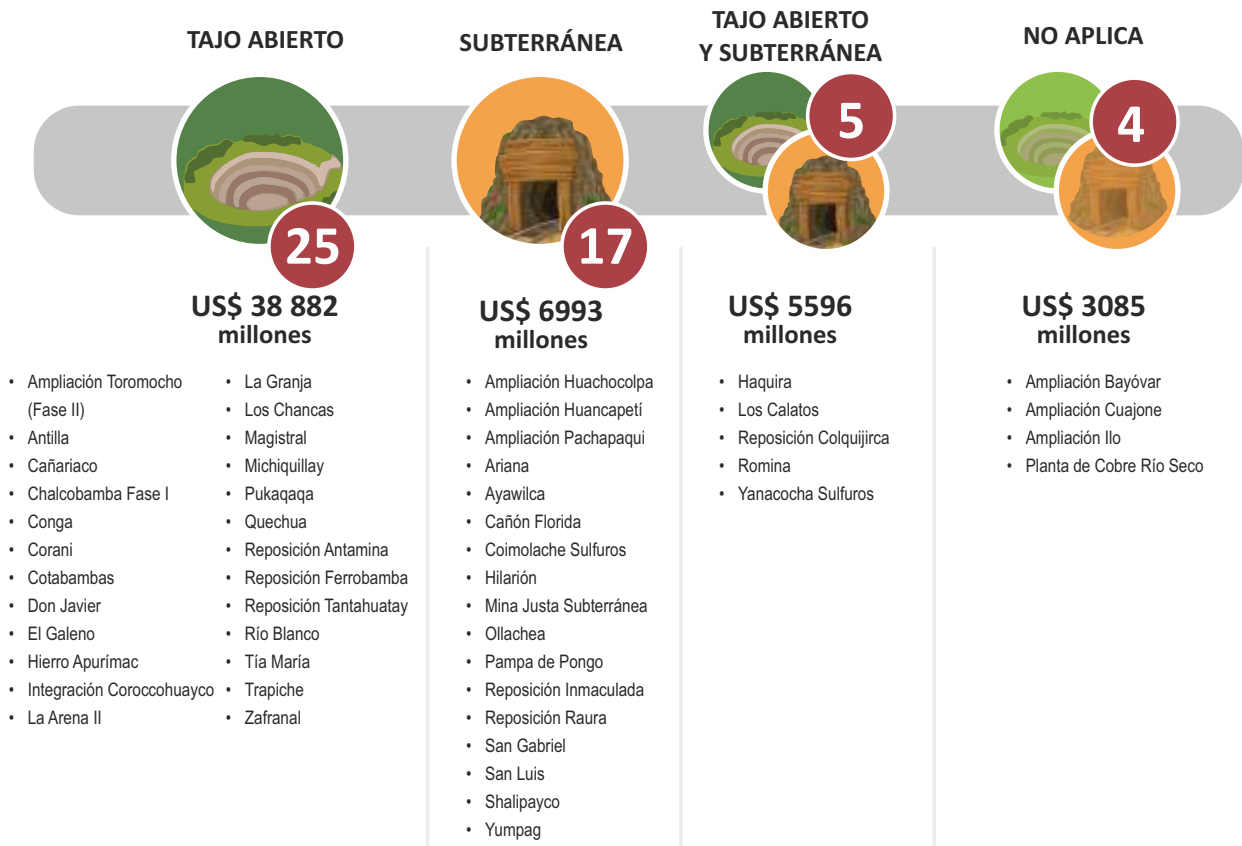 TAJO ABIERTO
25
US$ 38 882
millones
• Ampliación Toromocho
(Fase II)
• Antilla
• Cañariaco
• Chalcobamba Fase I
• Conga
• Corani
• Cotabambas
• Don Javier
• El Galeno
• Hierro Apurímac
• Integración Coroccohuayco
• La Arena II
• La Granja
• Los Chancas
• Magistral
• Michiquillay
• Pukaqaqa
• Quechua
• Reposición Antamina
• Reposición Ferrobamba
• Reposición Tantahuatay
• Río Blanco
• Tía María
• Trapiche
• Zafranal
SUBTERRÁNEA
17
US$ 6993
millones
• Ampliación Huachocolpa
• Ampliación Huancapetí
• Ampliación Pachapaqui
• Ariana
• Ayawilca
• Cañón Florida
• Coimolache Sulfuros
• Hilarión
• Mina Justa Subterránea
• Ollachea
• Pampa de Pongo
• Reposición Inmaculada
• Reposición Raura
• San Gabriel
• San Luis
• Shalipayco
• Yumpag
TAJO ABIERTO
Y SUBTERRÁNEA
5
US$ 5596
millones
• Haquira
• Los Calatos
• Reposición Colquijirca
• Romina
• Yanacocha Sulfuros
NO APLICA
4
US$ 3085
millones
• Ampliación Bayóvar
• Ampliación Cuajone
• Ampliación Ilo
• Planta de Cobre Río Seco